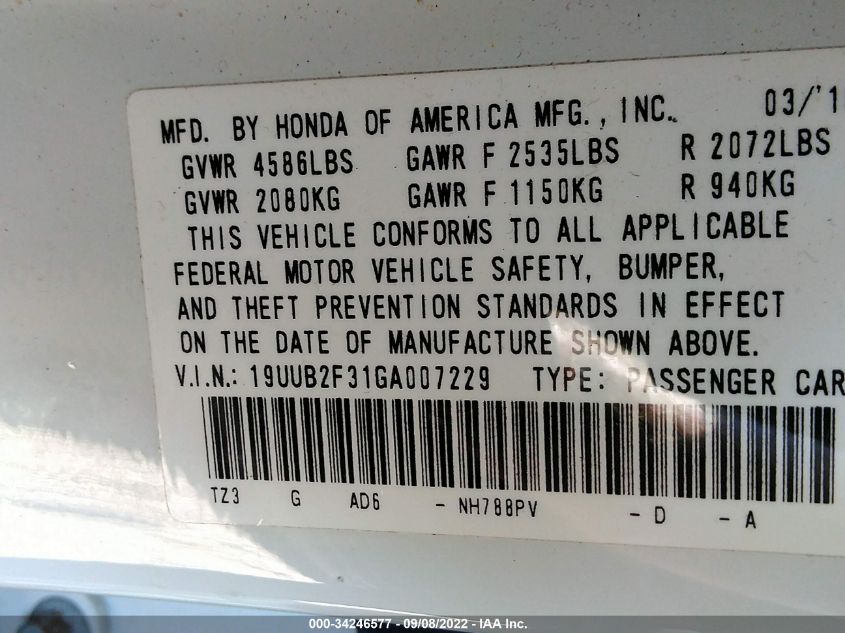 MFD. BY HONDA OF AMERICA MFG., INC. 03/'1
GVWR 4586LBS GAWR F 2535LBS R 2072LBS
GVWR 2080KG GAWR F 1150KG R 940KG
THIS VEHICLE CONFORMS TO ALL APPLICABLE
FEDERAL MOTOR VEHICLE SAFETY, BUMPER,
AND THEFT PREVENTION STANDARDS IN EFFECT
ON THE DATE OF MANUFACTURE SHOWN ABOVE.
V.I.N.: 19UUB2F31GA007229 TYPE: PASSENGER CAR
TZ3 G AD6 - NH788PV - D - A
000-34246577 - 09/08/2022 - IAA Inc.